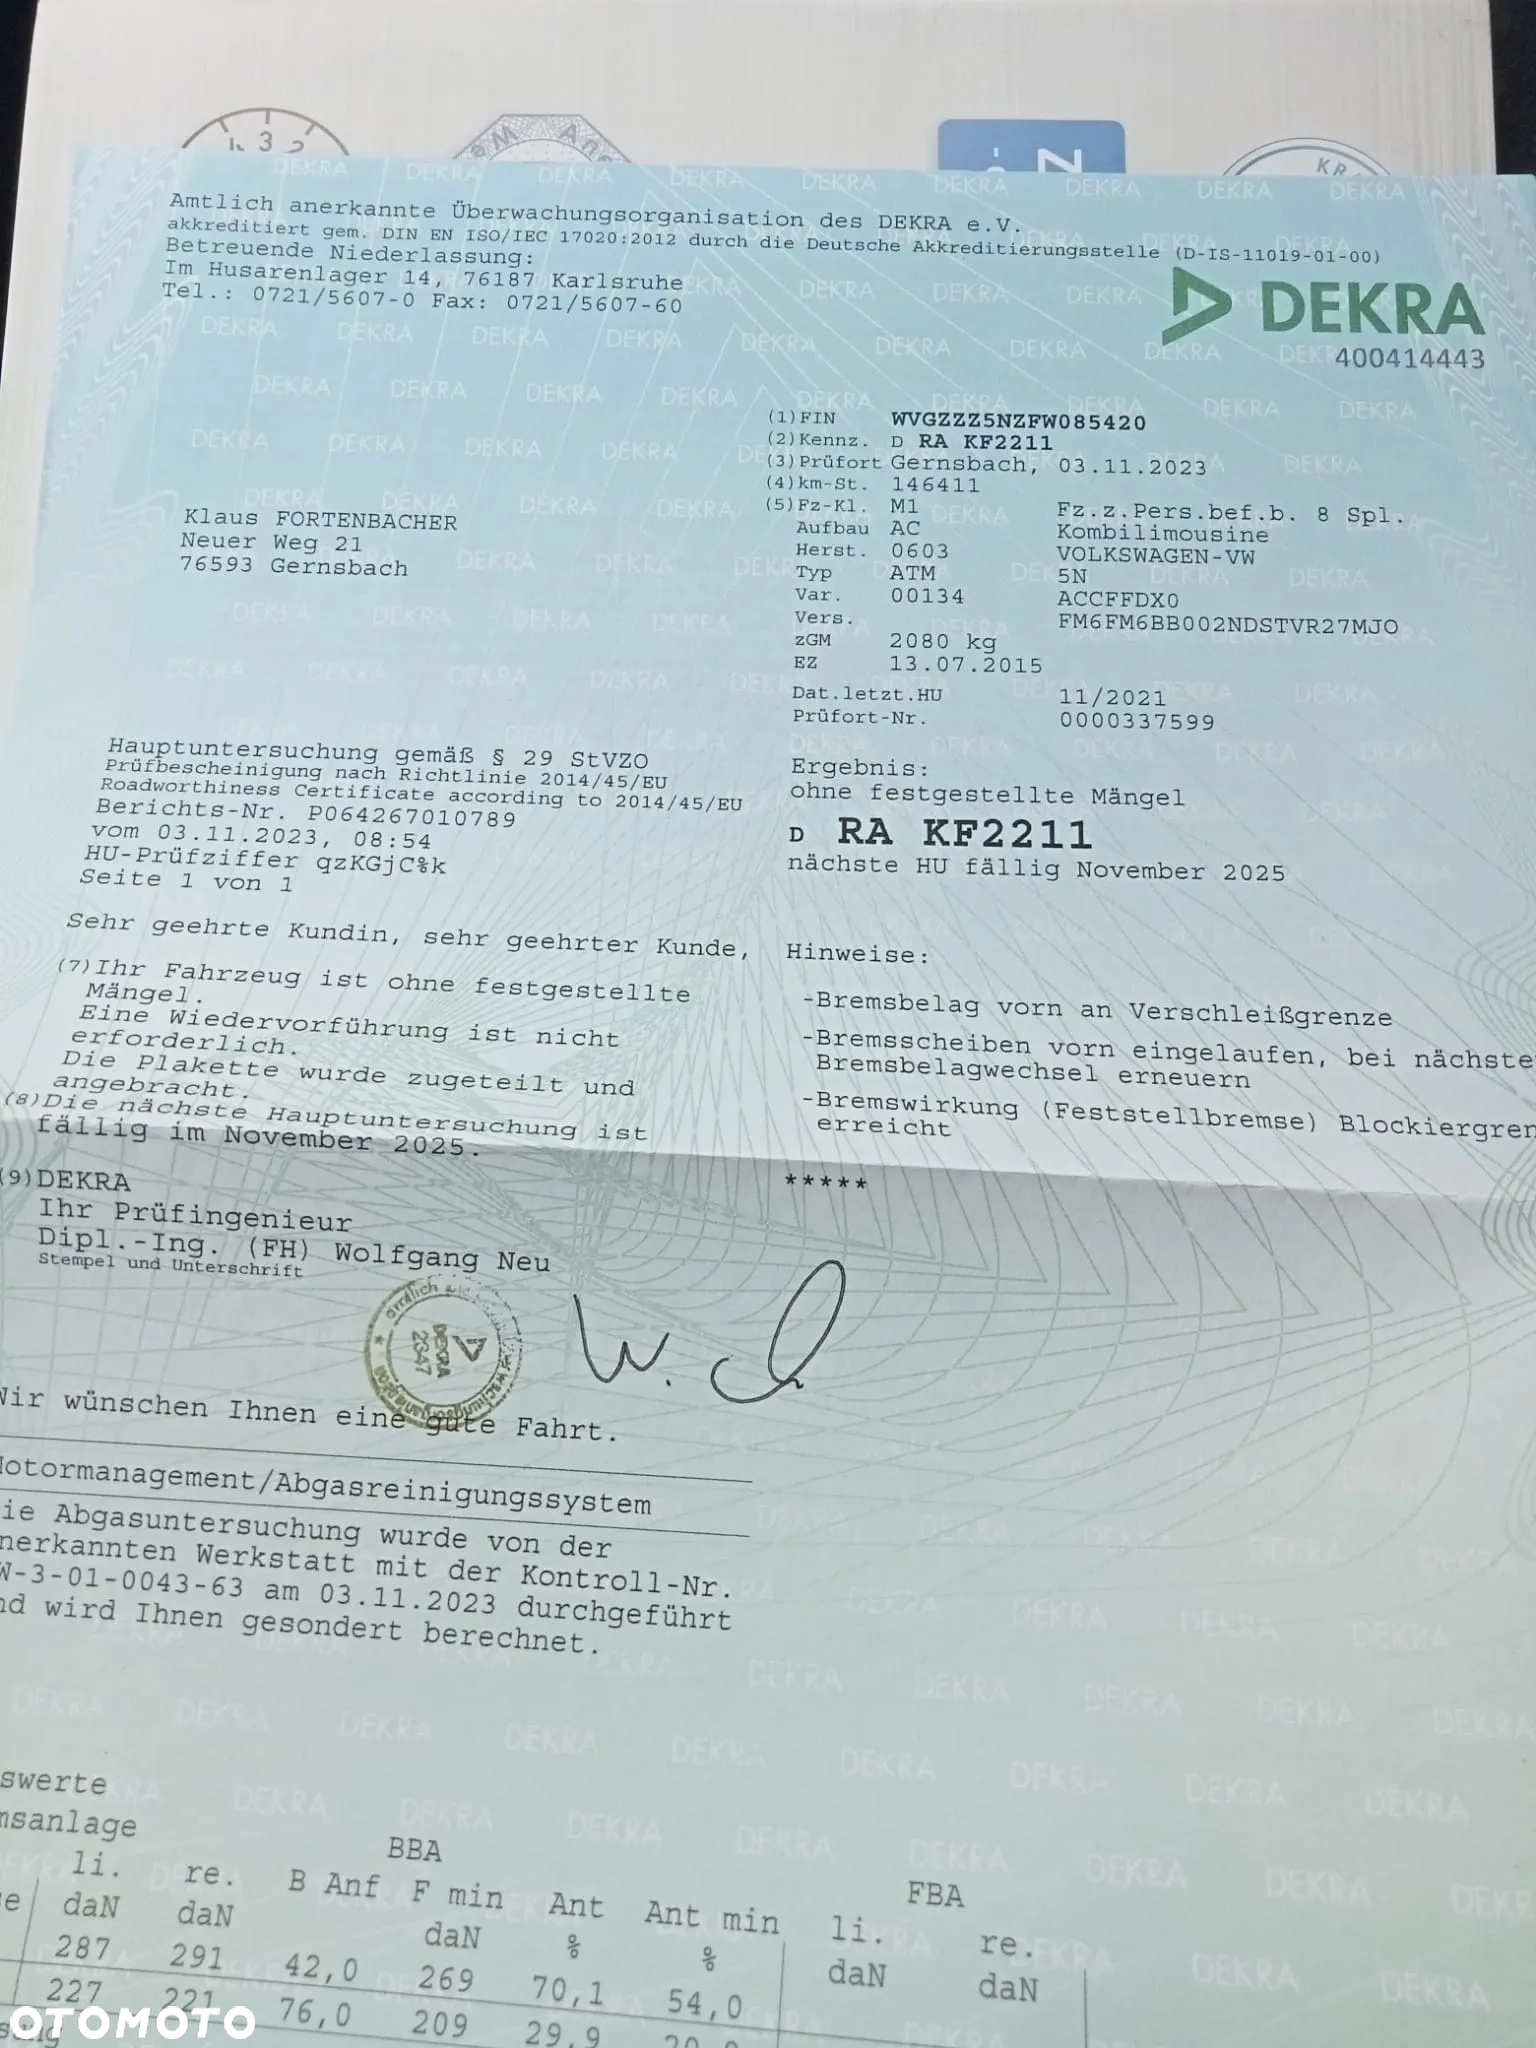 Amtlich anerkannte Überwachungsorganisation des DEKRA e.V.
akkreditiert gem. DIN EN ISO/IEC 17020:2012 durch die Deutsche Akkreditierungsstelle (D-IS-11019-01-00)
Betreuende Niederlassung:
Im Husarenlager 14, 76187 Karlsruhe
Tel.: 0721/5607-0 Fax: 0721/5607-60
DEKRA
400414443
(1)FIN WVGZZZ5NZFW085420
(2)Kennz. D RA KF2211
(3)Prüfort Gernsbach, 03.11.2023
(4)km-St. 146411
(5)Fz-Kl. M1 Fz.z.Pers.bef.b. 8 Spl.
Aufbau AC Kombilimousine
Herst. 0603 VOLKSWAGEN-VW
Typ ATM 5N
Var. 00134 ACCFFDX0
Vers. FM6FM6BB002NDSTVR27MJO
zGM 2080 kg
EZ 13.07.2015
Dat.letzt.HU 11/2021
Prüfort-Nr. 0000337599
Klaus FORTENBACHER
Neuer Weg 21
76593 Gernsbach
Hauptuntersuchung gemäß § 29 StVZO
Prüfbescheinigung nach Richtlinie 2014/45/EU
Roadworthiness Certificate according to 2014/45/EU
Berichts-Nr. P064267010789
vom 03.11.2023, 08:54
HU-Prüfziffer qzKGjC%k
Seite 1 von 1
Ergebnis:
ohne festgestellte Mängel
D RA KF2211
nächste HU fällig November 2025
Sehr geehrte Kundin, sehr geehrter Kunde,
(7)Ihr Fahrzeug ist ohne festgestellte
Mängel.
Eine Wiedervorführung ist nicht
erforderlich.
Die Plakette wurde zugeteilt und
angebracht.
(8)Die nächste Hauptuntersuchung ist
fällig im November 2025.
(9)DEKRA
Ihr Prüfingenieur
Dipl.-Ing. (FH) Wolfgang Neu
Stempel und Unterschrift
Hinweise:
-Bremsbelag vorn an Verschleißgrenze
-Bremsscheiben vorn eingelaufen, bei nächste
Bremsbelagwechsel erneuern
-Bremswirkung (Feststellbremse) Blockiergren
erreicht
*****
DEKRA
2347
Wir wünschen Ihnen eine gute Fahrt.
Motormanagement/Abgasreinigungssystem
ie Abgasuntersuchung wurde von der
nerkannten Werkstatt mit der Kontroll-Nr.
W-3-01-0043-63 am 03.11.2023 durchgeführt
nd wird Ihnen gesondert berechnet.
swerte
msanlage
BBA FBA
li. re. B Anf F min Ant Ant min li. re.
daN daN daN % % daN daN
287 291 42,0 269 70,1 54,0
227 221 76,0 209 29,9
OTOMOTO